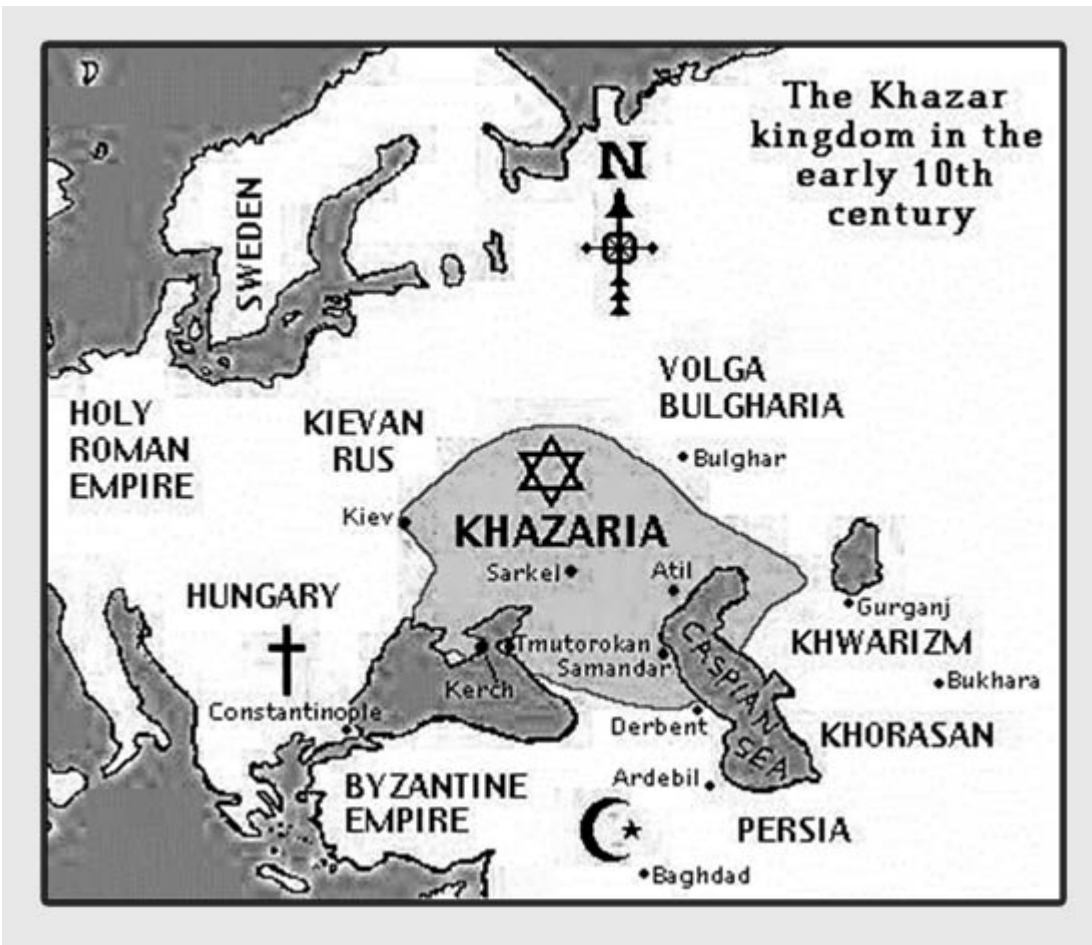 The Khazar
kingdom in the
early 10th
century
N
SWEDEN
VOLGA
BULGHARIA
HOLY
ROMAN
EMPIRE
KIEVAN
RUS
Bulghar
Kiev
KHAZARIA
Sarkel
Atil
HUNGARY
Gurganj
Tmutorokan
KHWARIZM
Samandar
CASPIAN
SEA
Kerch
Bukhara
Constantinople
Derbent
KHORASAN
Ardebil
BYZANTINE
EMPIRE
PERSIA
Baghdad